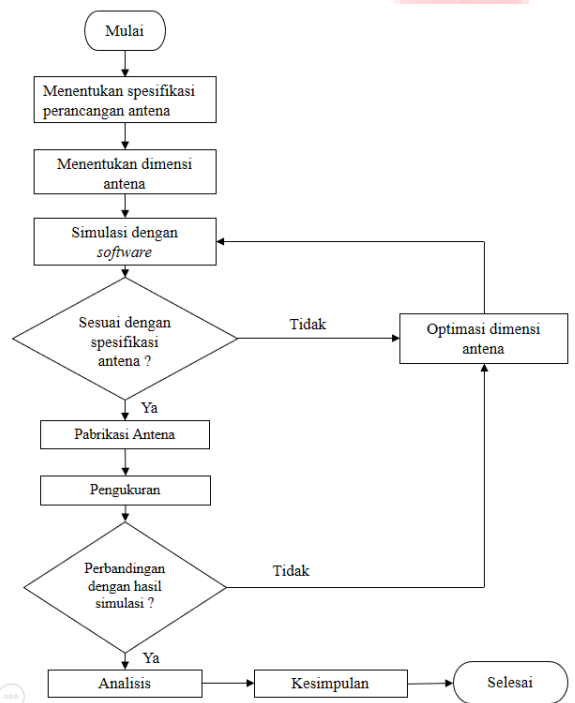 Mulai
Menentukan spesifikasi
perancangan antena
Menentukan dimensi
antena
Simulasi dengan
software
Sesuai dengan
spesifikasi
antena ?
Tidak
Optimasi dimensi
antena
Ya
Pabrikasi Antena
Pengukuran
Perbandingan
dengan hasil
simulasi ?
Tidak
Ya
Analisis
Kesimpulan
Selesai